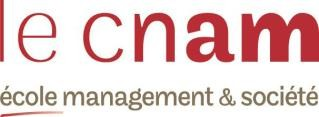 le cnam
école management & société